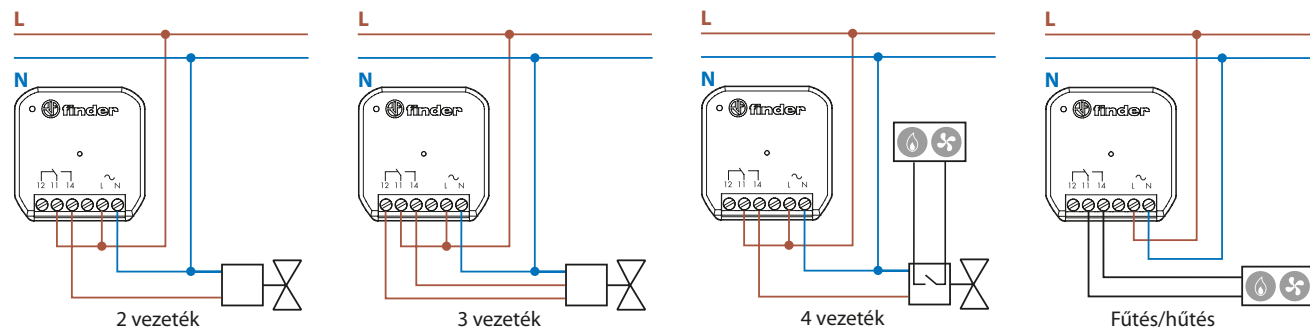 L
N
finder
12 11 14 L N
2 vezeték
L
N
finder
12 11 14 L N
3 vezeték
L
N
finder
12 11 14 L N
4 vezeték
L
N
finder
12 11 14 L N
Fűtés/hűtés